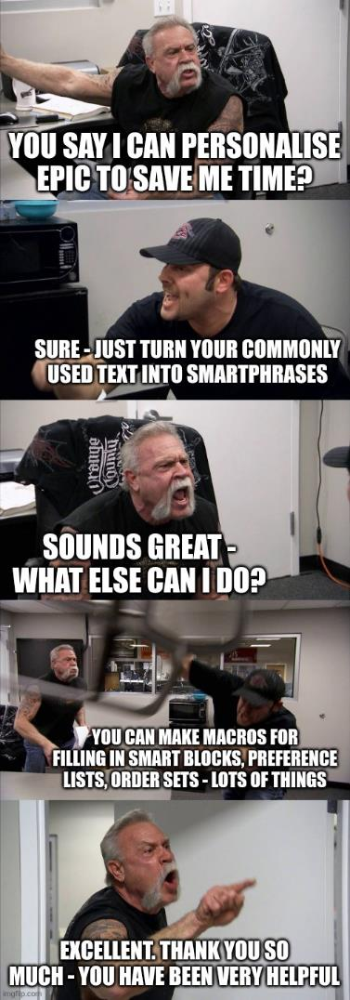 YOU SAY I CAN PERSONALISE
EPIC TO SAVE ME TIME?
SURE - JUST TURN YOUR COMMONLY
USED TEXT INTO SMARTPHRASES
Orange
County
SOUNDS GREAT -
WHAT ELSE CAN I DO?
YOU CAN MAKE MACROS FOR
FILLING IN SMART BLOCKS, PREFERENCE
LISTS, ORDER SETS - LOTS OF THINGS
EXCELLENT. THANK YOU SO
MUCH - YOU HAVE BEEN VERY HELPFUL
imgflip.com